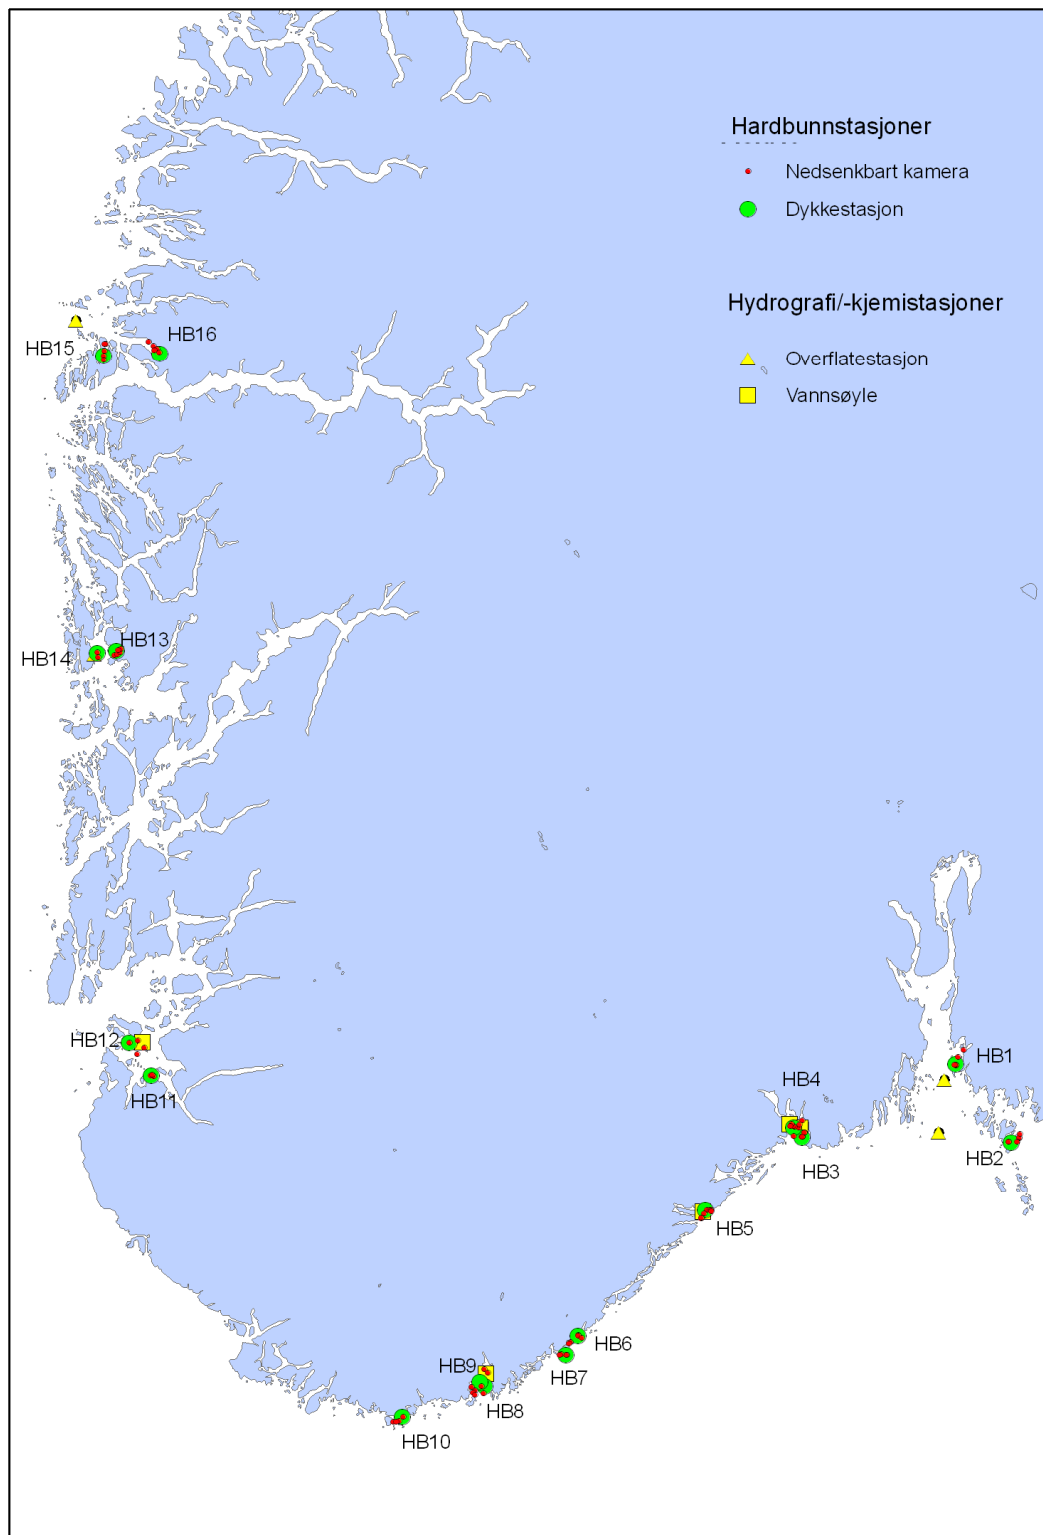 Hardbunnstasjoner
Nedsenkbart kamera
Dykkestasjon
Hydrografi/-kjemistasjoner
Overflatestasjon
Vannsøyle
HB16
HB15
HB13
HB14
HB12
HB11
HB1
HB4
HB2
HB3
HB5
HB6
HB7
HB9
HB8
HB10